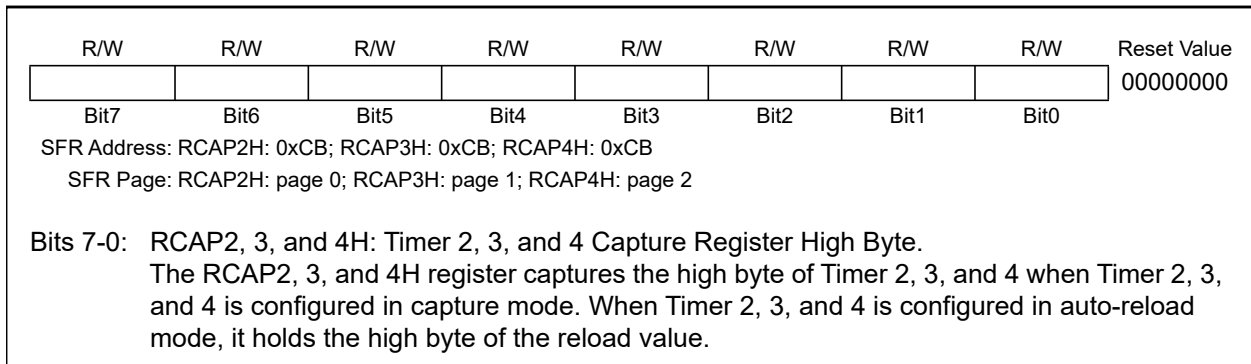 R/W R/W R/W R/W R/W R/W R/W R/W Reset Value
00000000
Bit7 Bit6 Bit5 Bit4 Bit3 Bit2 Bit1 Bit0
SFR Address: RCAP2H: 0xCB; RCAP3H: 0xCB; RCAP4H: 0xCB
SFR Page: RCAP2H: page 0; RCAP3H: page 1; RCAP4H: page 2
Bits 7-0: RCAP2, 3, and 4H: Timer 2, 3, and 4 Capture Register High Byte.
The RCAP2, 3, and 4H register captures the high byte of Timer 2, 3, and 4 when Timer 2, 3,
and 4 is configured in capture mode. When Timer 2, 3, and 4 is configured in auto-reload
mode, it holds the high byte of the reload value.